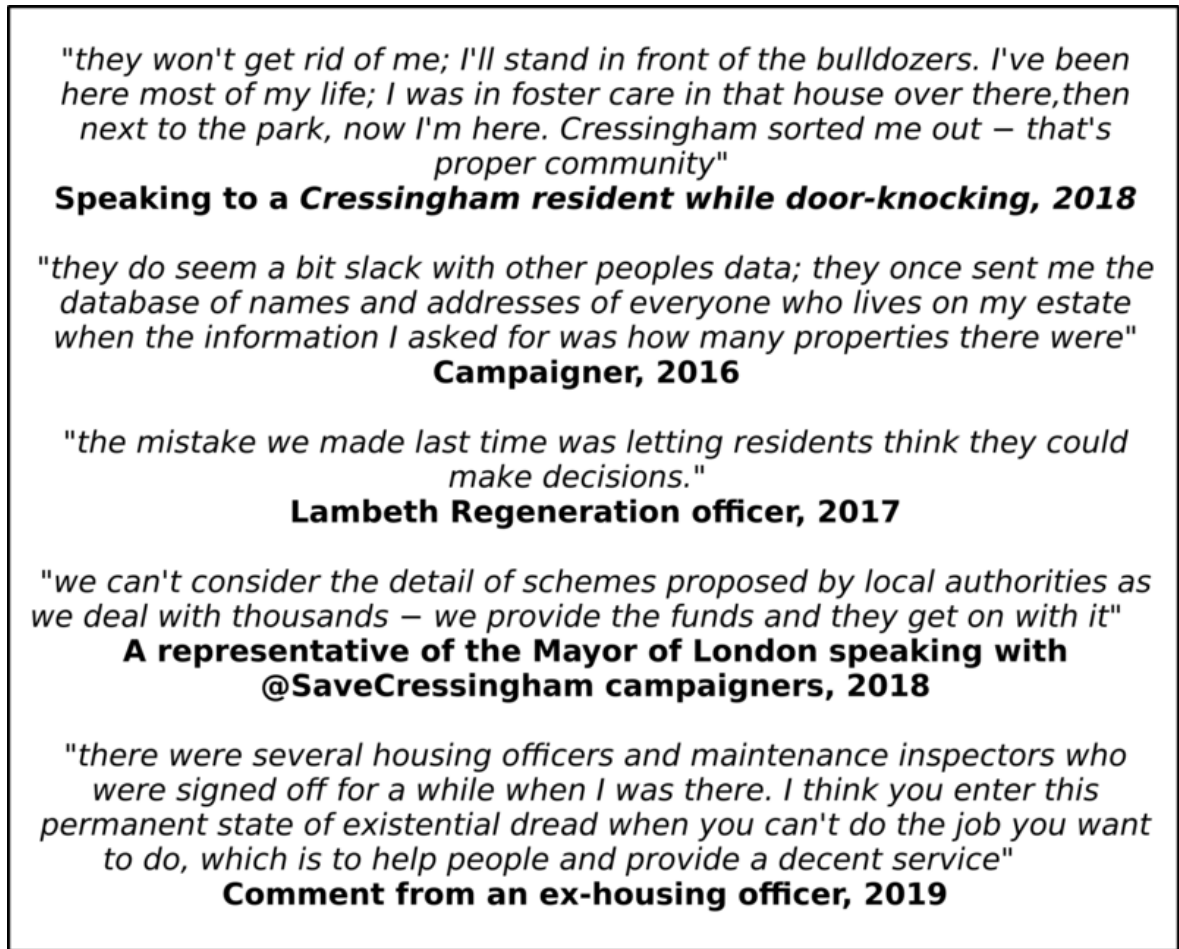 "they won't get rid of me; I'll stand in front of the bulldozers. I've been
here most of my life; I was in foster care in that house over there,then
next to the park, now I'm here. Cressingham sorted me out − that's
proper community"
Speaking to a Cressingham resident while door-knocking, 2018
"they do seem a bit slack with other peoples data; they once sent me the
database of names and addresses of everyone who lives on my estate
when the information I asked for was how many properties there were"
Campaigner, 2016
"the mistake we made last time was letting residents think they could
make decisions."
Lambeth Regeneration officer, 2017
"we can't consider the detail of schemes proposed by local authorities as
we deal with thousands − we provide the funds and they get on with it"
A representative of the Mayor of London speaking with
@SaveCressingham campaigners, 2018
"there were several housing officers and maintenance inspectors who
were signed off for a while when I was there. I think you enter this
permanent state of existential dread when you can't do the job you want
to do, which is to help people and provide a decent service"
Comment from an ex-housing officer, 2019